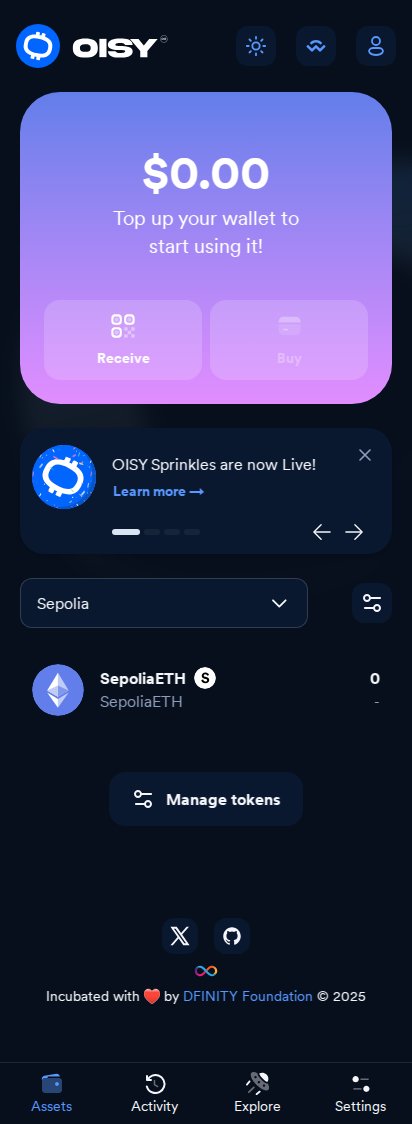 OISY
$0.00
Top up your wallet to
start using it!
Receive
Buy
OISY Sprinkles are now Live!
Learn more →
Sepolia
SepoliaETH S
0
SepoliaETH
-
Manage tokens
Incubated with ❤️ by DFINITY Foundation © 2025
Assets
Activity
Explore
Settings